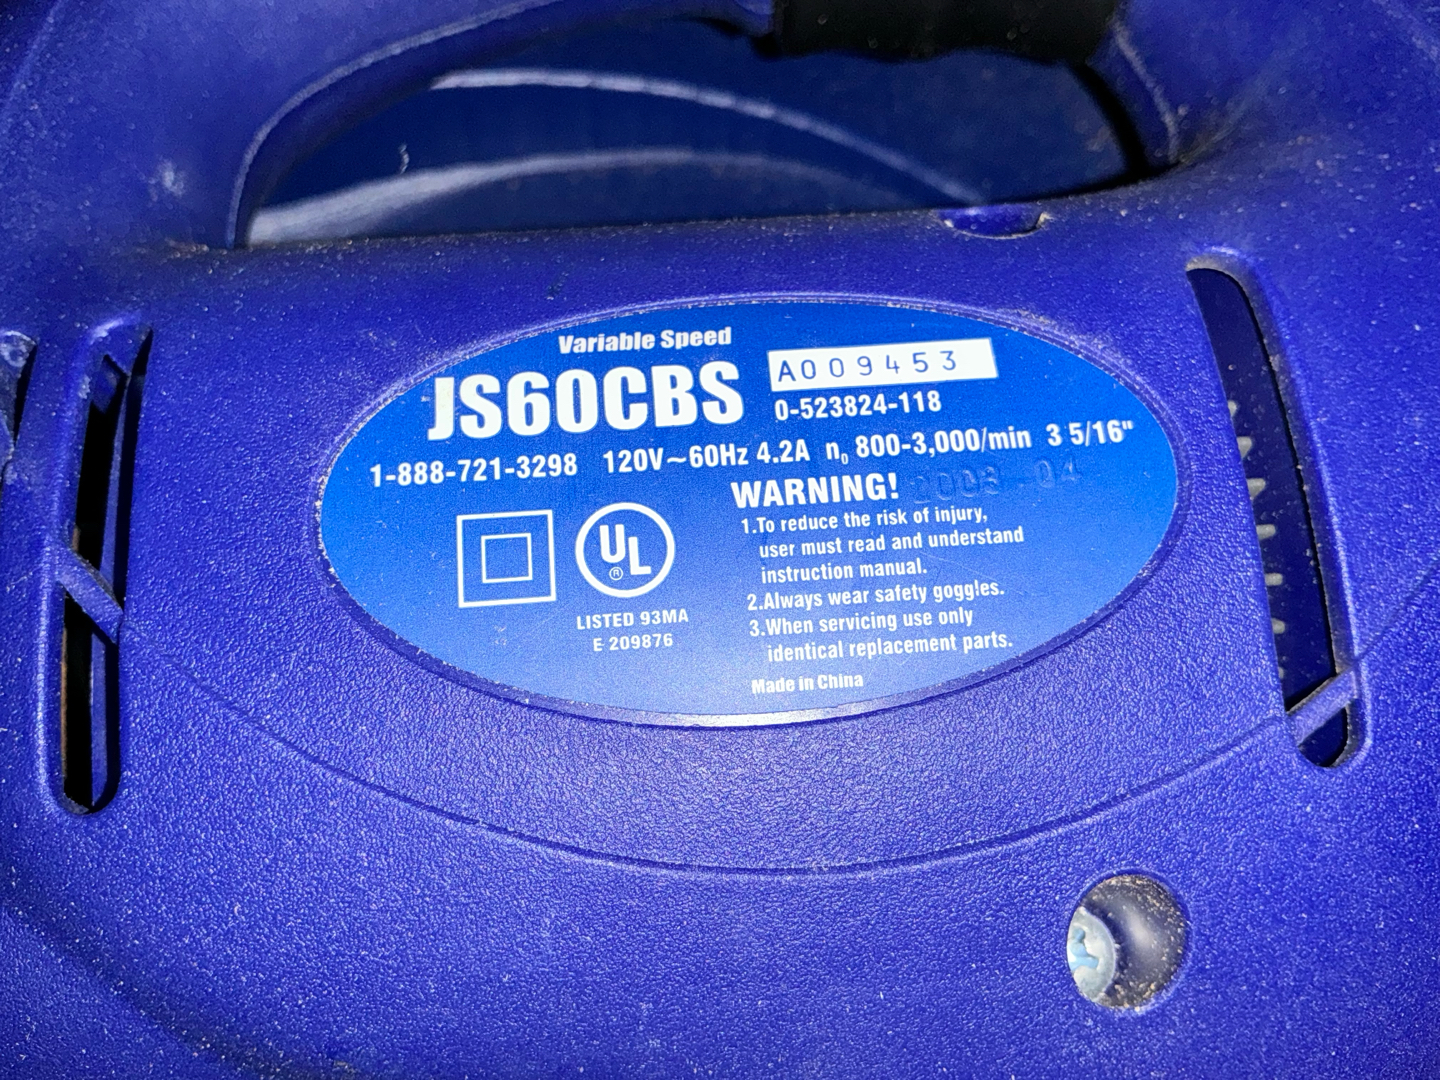 Variable Speed
JS60CBS
A009453
0-523824-118
1-888-721-3298 120V~60Hz 4.2A n₀ 800-3,000/min 3 5/16"
WARNING! 2003 -04
1.To reduce the risk of injury,
user must read and understand
instruction manual.
2.Always wear safety goggles.
3.When servicing use only
identical replacement parts.
Made in China
UL
®
LISTED 93MA
E 209876